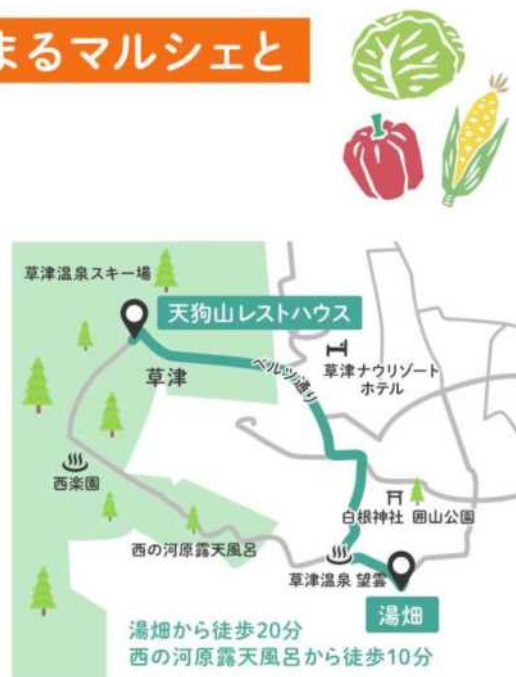 まるマルシェと
草津温泉スキー場
天狗山レストハウス
草津
ベルツ通り
草津ナウリゾート
ホテル
西楽園
白根神社 囲山公園
西の河原露天風呂
草津温泉 望雲
湯畑
湯畑から徒歩20分
西の河原露天風呂から徒歩10分